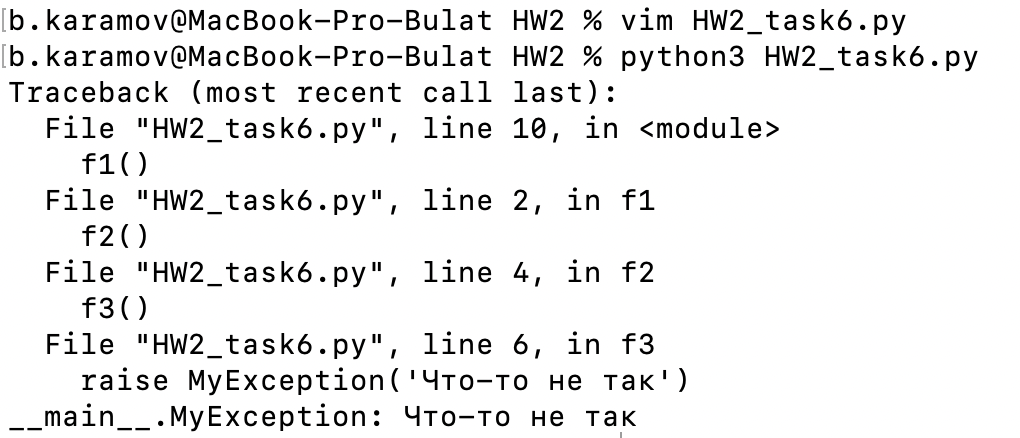 [b.karamov@MacBook-Pro-Bulat HW2 % vim HW2_task6.py
[b.karamov@MacBook-Pro-Bulat HW2 % python3 HW2_task6.py
Traceback (most recent call last):
  File "HW2_task6.py", line 10, in <module>
    f1()
  File "HW2_task6.py", line 2, in f1
    f2()
  File "HW2_task6.py", line 4, in f2
    f3()
  File "HW2_task6.py", line 6, in f3
    raise MyException('Что-то не так')
__main__.MyException: Что-то не так